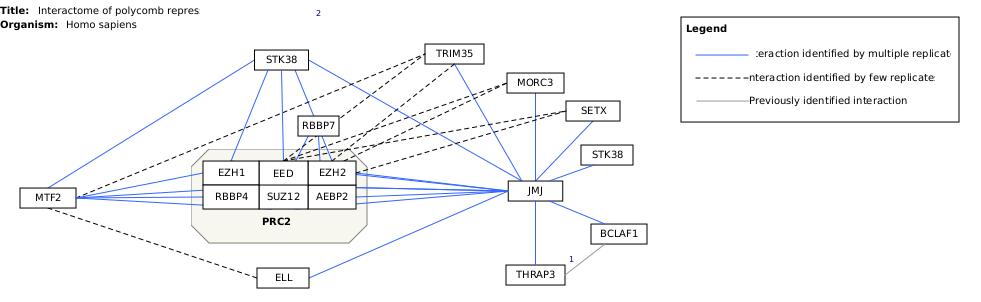 Title: Interactome of polycomb repres
2
Organism: Homo sapiens
Legend
teraction identified by multiple replicate
nteraction identified by few replicates
Previously identified interaction
STK38
TRIM35
MORC3
SETX
RBBP7
STK38
EZH1 EED EZH2
MTF2
RBBP4 SUZ12 AEBP2
JMJ
PRC2
BCLAF1
1
ELL
THRAP3